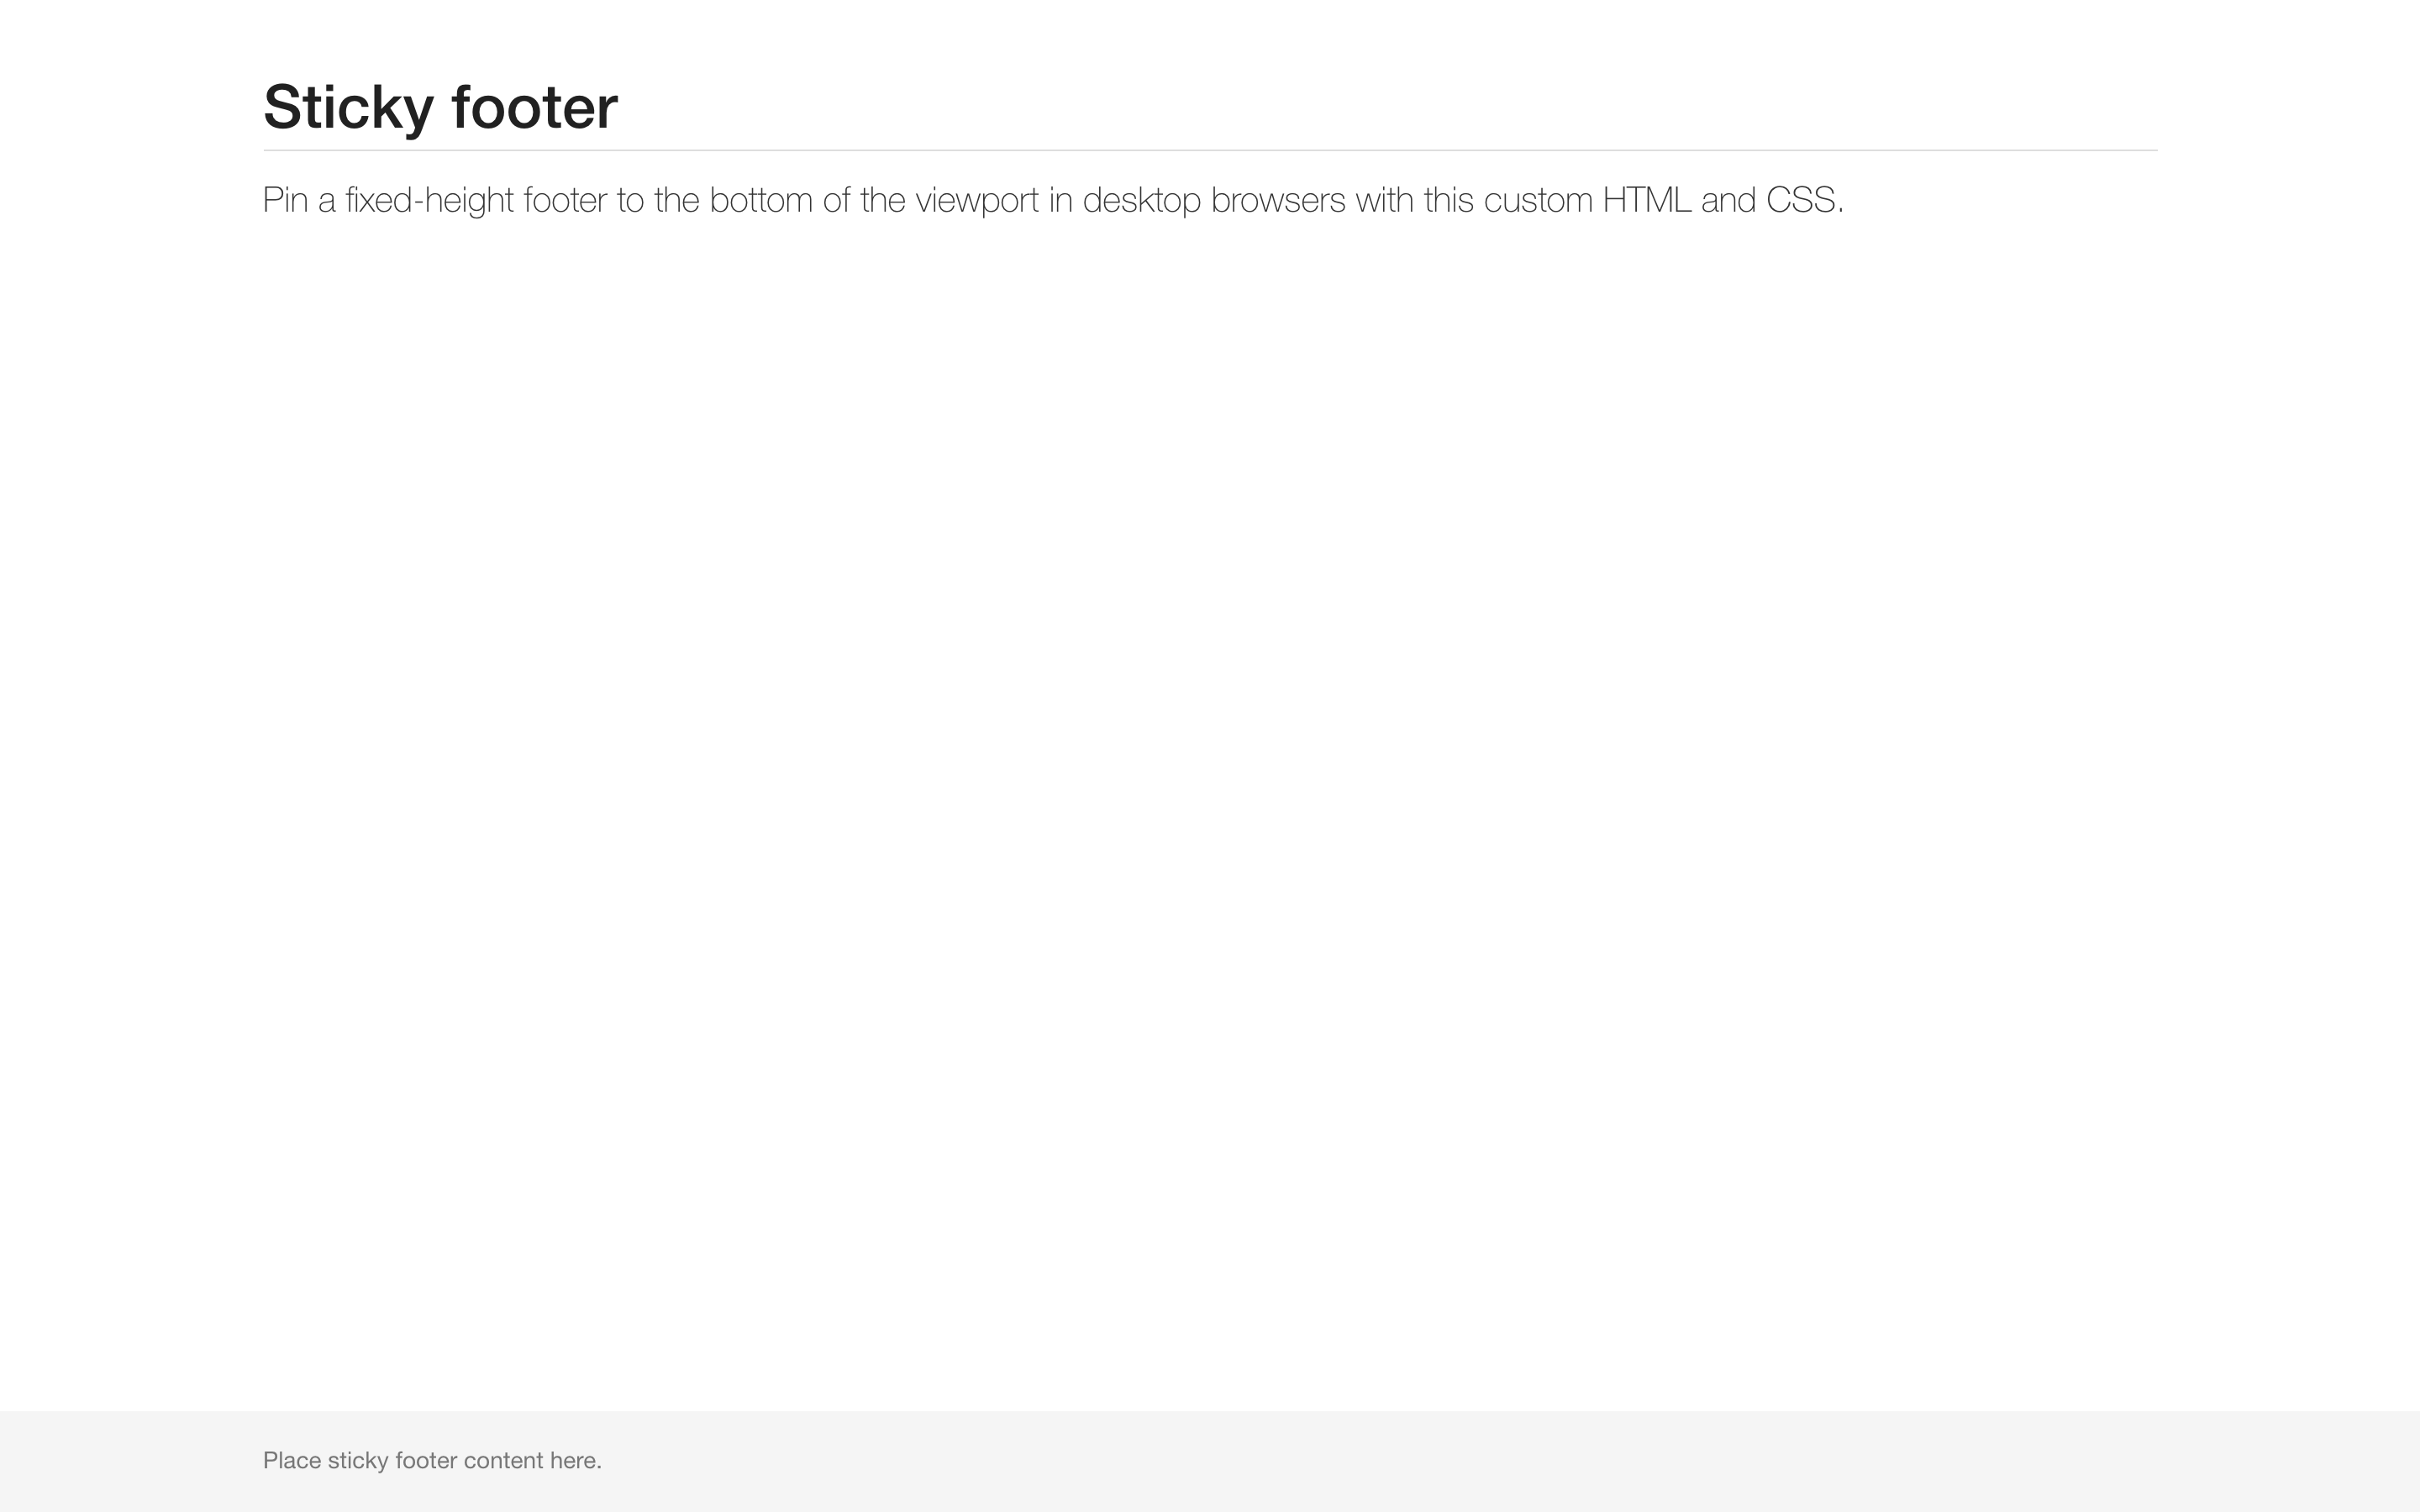 Sticky footer
Pin a fixed-height footer to the bottom of the viewport in desktop browsers with this custom HTML and CSS.
Place sticky footer content here.